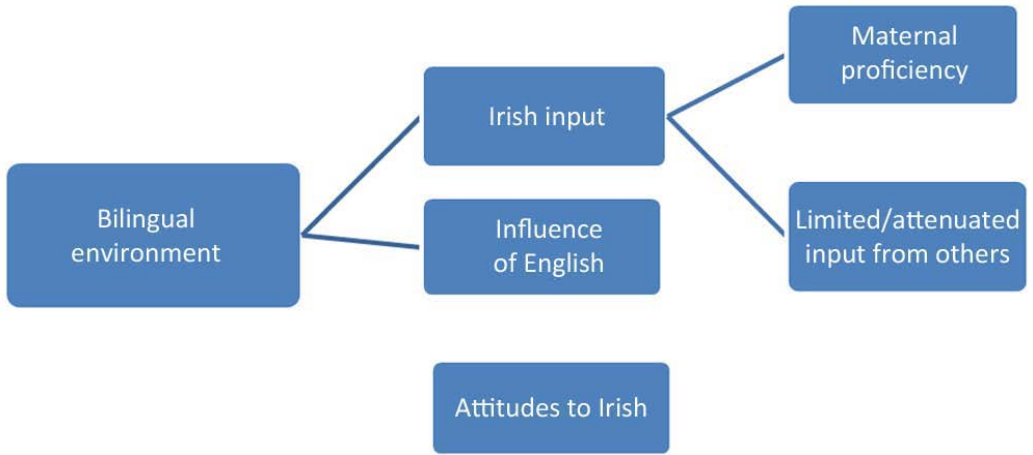 Bilingual
environment
Irish input
Influence
of English
Attitudes to Irish
Maternal
proficiency
Limited/attenuated
input from others